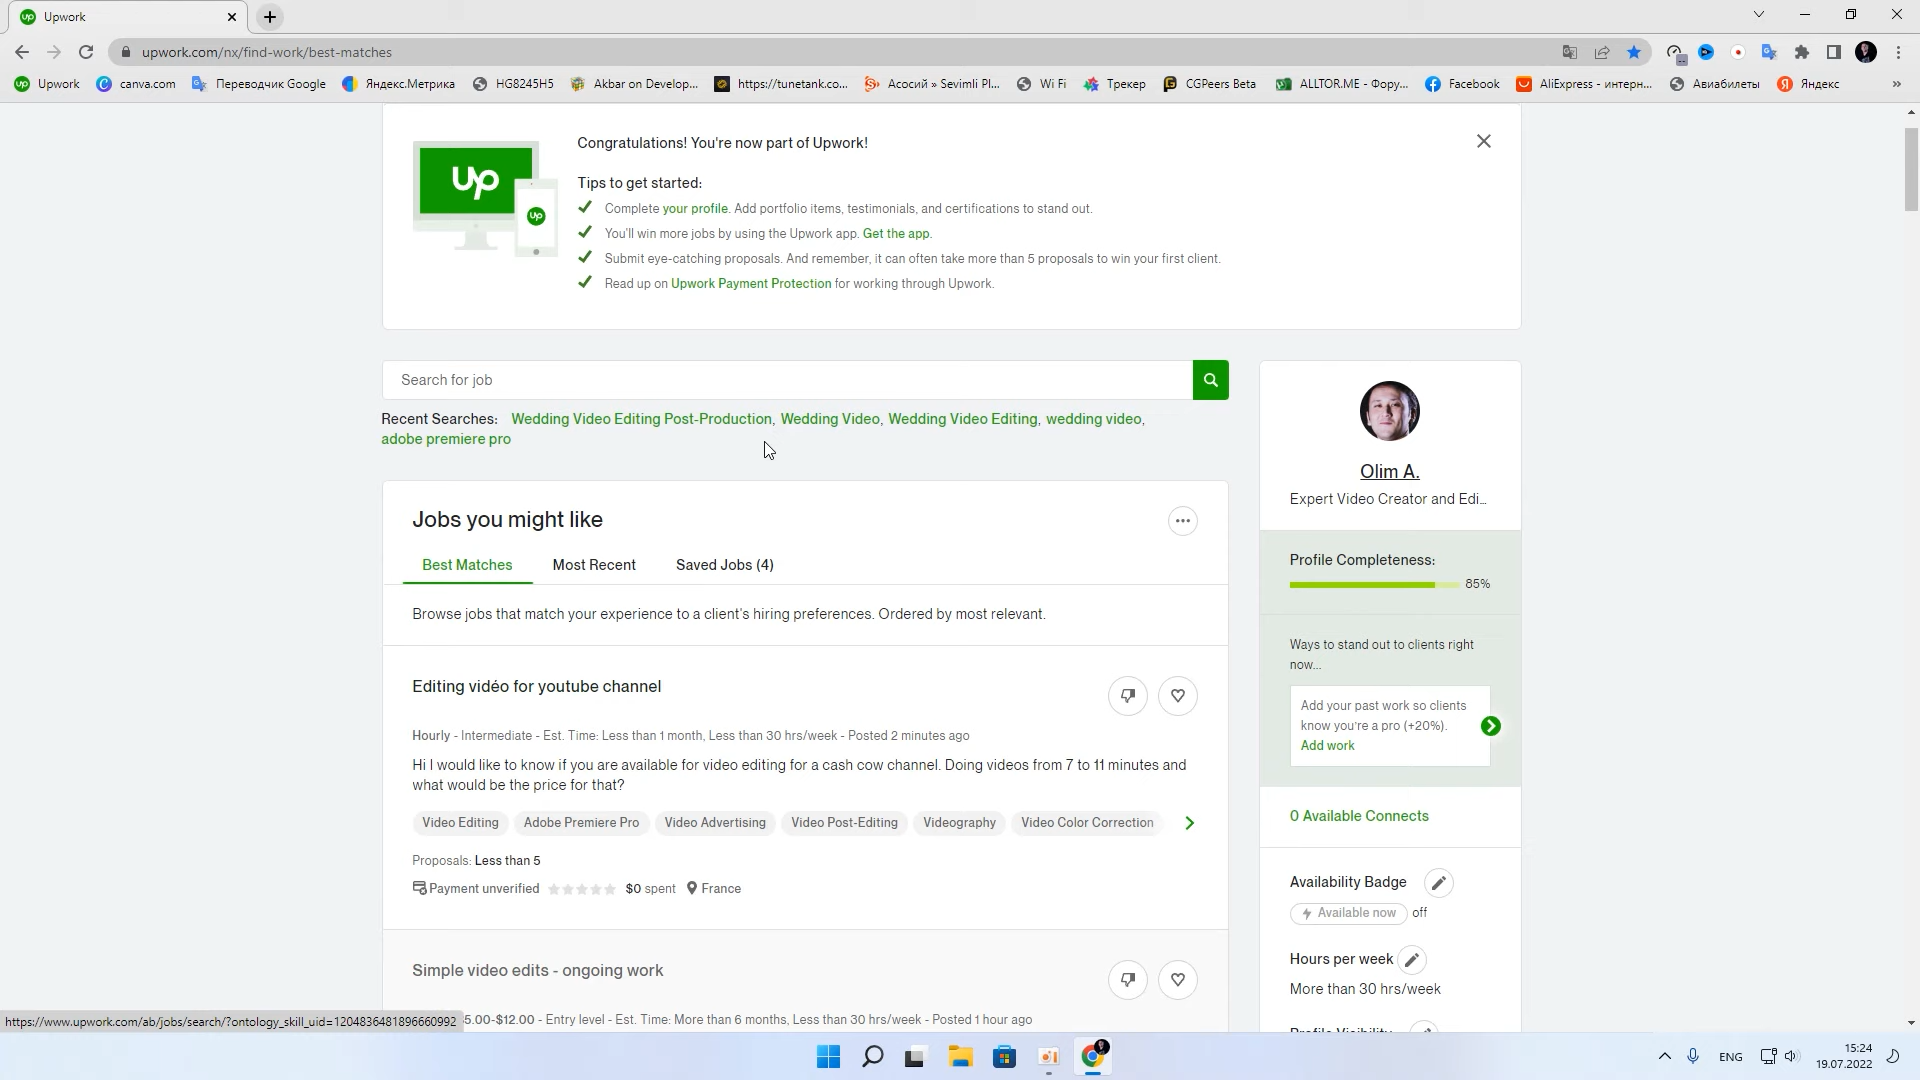 Upwork
upwork.com/nx/find-work/best-matches
Upwork canva.com Переводчик Google Яндекс.Метрика HG8245H5 Akbar on Develop... https://tunetank.co... Асосий » Sevimli Pl... Wi Fi Трекер CGPeers Beta ALLTOR.ME - Фору... Facebook AliExpress - интерн... Авиабилеты Яндекс »
up
up
Congratulations! You're now part of Upwork!
Tips to get started:
Complete your profile. Add portfolio items, testimonials, and certifications to stand out.
You'll win more jobs by using the Upwork app. Get the app.
Submit eye-catching proposals. And remember, it can often take more than 5 proposals to win your first client.
Read up on Upwork Payment Protection for working through Upwork.
Search for job
Recent Searches: Wedding Video Editing Post-Production, Wedding Video, Wedding Video Editing, wedding video,
adobe premiere pro
Jobs you might like
Best Matches Most Recent Saved Jobs (4)
Browse jobs that match your experience to a client's hiring preferences. Ordered by most relevant.
Editing vidéo for youtube channel
Hourly - Intermediate - Est. Time: Less than 1 month, Less than 30 hrs/week - Posted 2 minutes ago
Hi I would like to know if you are available for video editing for a cash cow channel. Doing videos from 7 to 11 minutes and
what would be the price for that?
Video Editing Adobe Premiere Pro Video Advertising Video Post-Editing Videography Video Color Correction
Proposals: Less than 5
Payment unverified $0 spent France
Simple video edits - ongoing work
5.00-$12.00 - Entry level - Est. Time: More than 6 months, Less than 30 hrs/week - Posted 1 hour ago
Olim A.
Expert Video Creator and Edi...
Profile Completeness:
85%
Ways to stand out to clients right
now...
Add your past work so clients
know you're a pro (+20%).
Add work
0 Available Connects
Availability Badge
Available now off
Hours per week
More than 30 hrs/week
Profile Visibility
https://www.upwork.com/ab/jobs/search/?ontology_skill_uid=1204836481896660992
ENG
15:24
19.07.2022